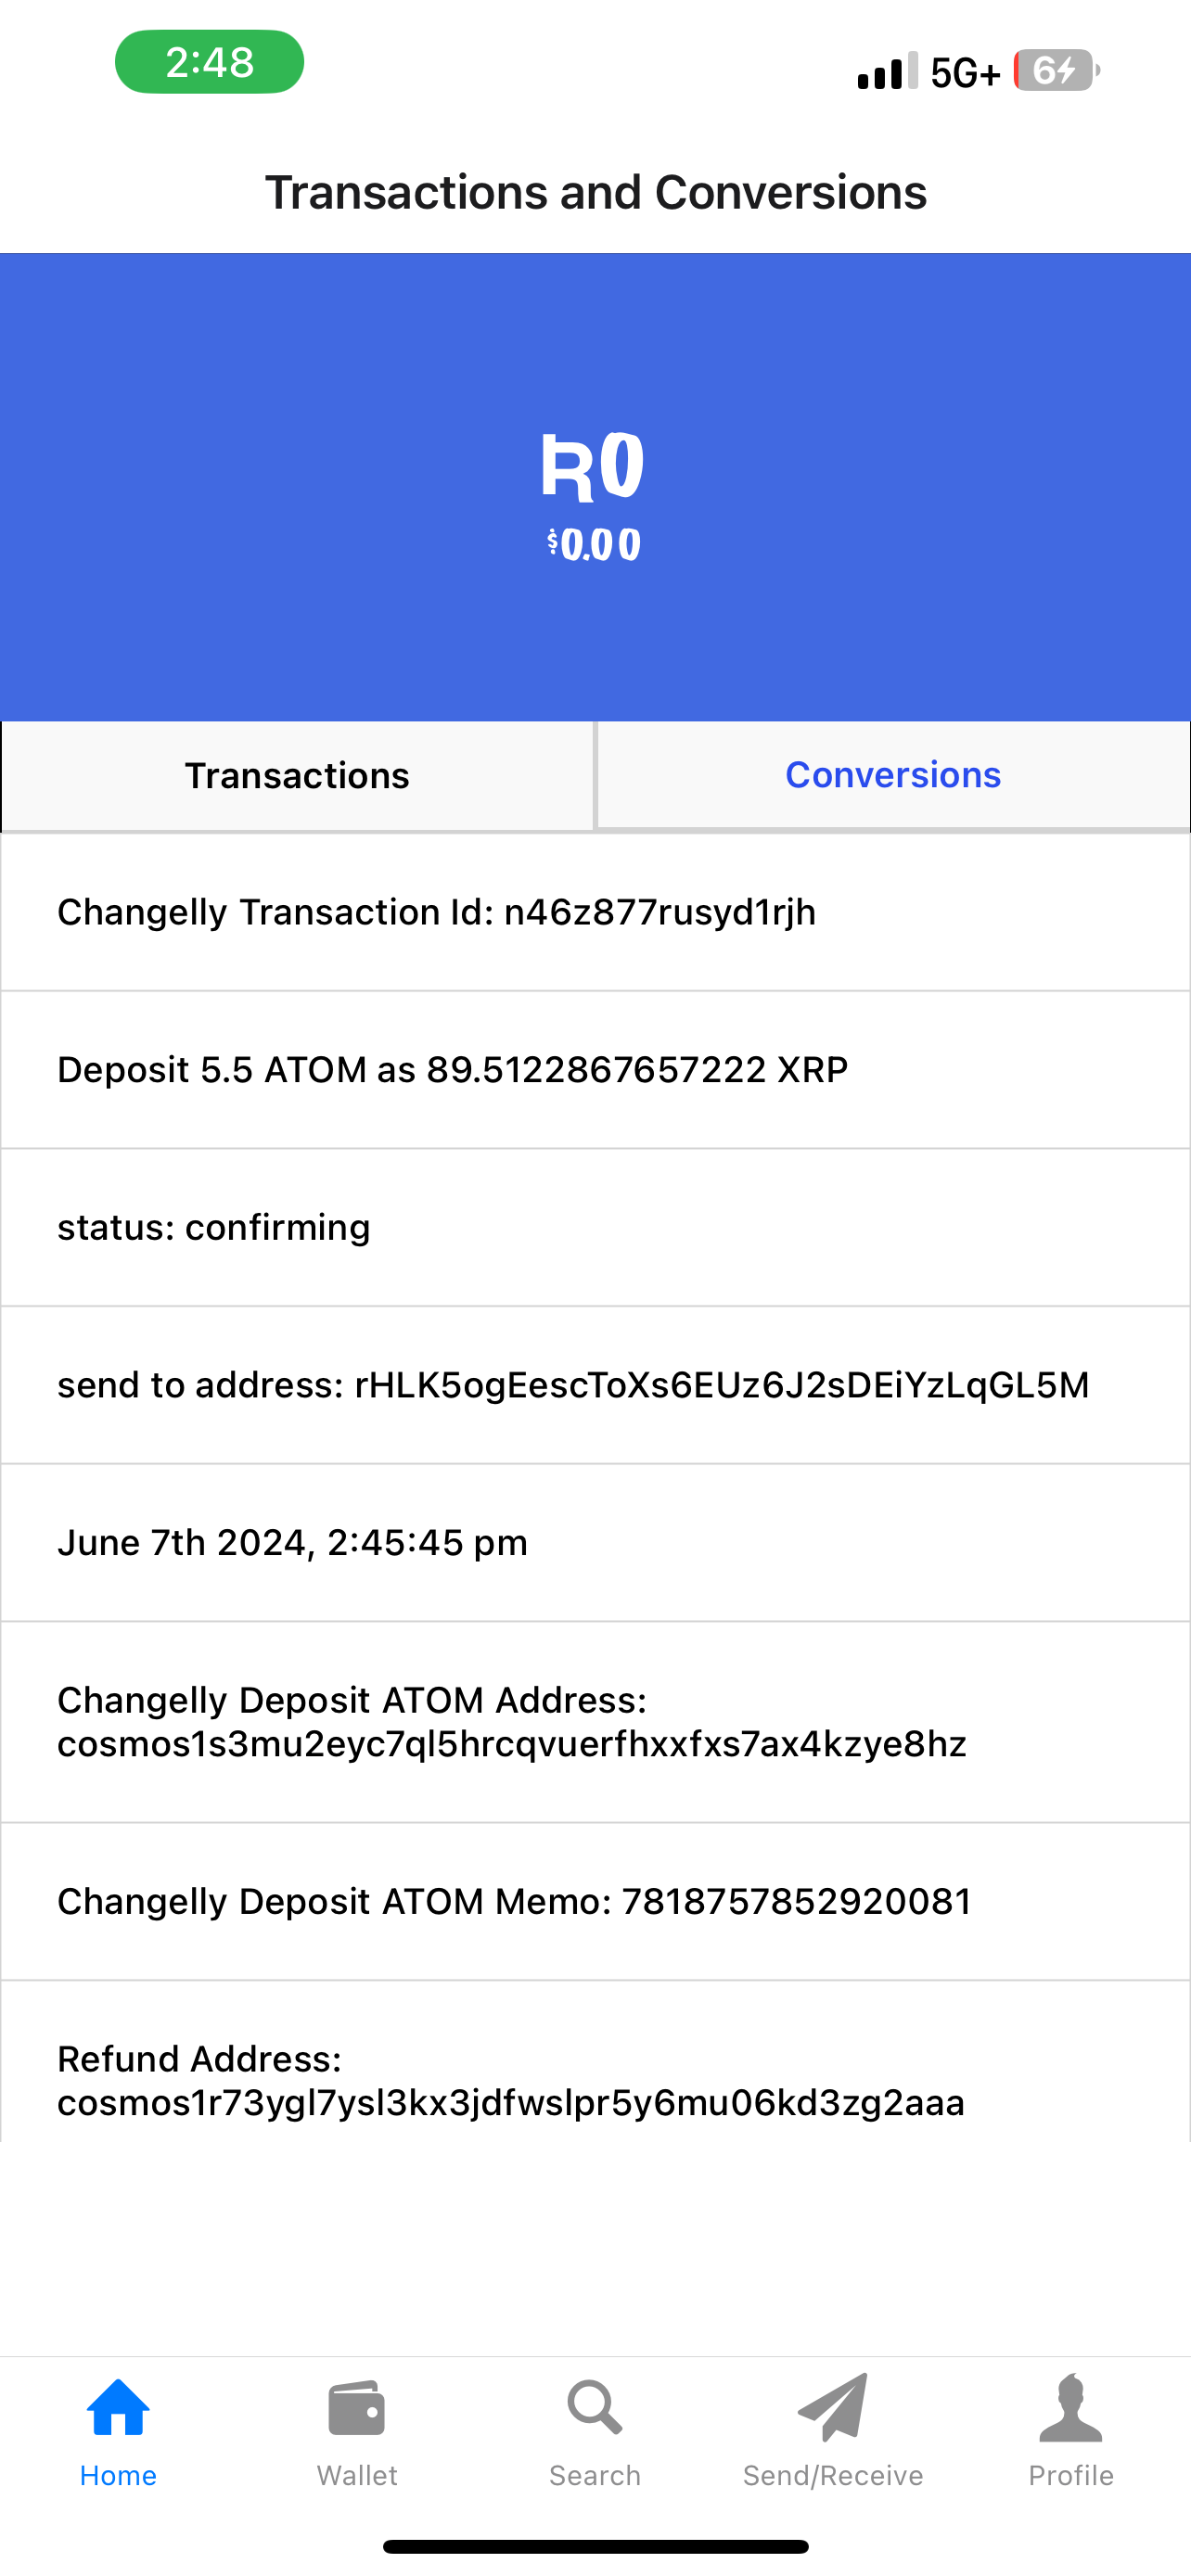 2:48
5G+
6
Transactions and Conversions
R0
$0.00
Transactions
Conversions
Changelly Transaction Id: n46z877rusyd1rjh
Deposit 5.5 ATOM as 89.5122867657222 XRP
status: confirming
send to address: rHLK5ogEescToXs6EUz6J2sDEiYzLqGL5M
June 7th 2024, 2:45:45 pm
Changelly Deposit ATOM Address:
cosmos1s3mu2eyc7ql5hrcqvuerfhxxfxs7ax4kzye8hz
Changelly Deposit ATOM Memo: 7818757852920081
Refund Address:
cosmos1r73ygl7ysl3kx3jdfwslpr5y6mu06kd3zg2aaa
Home
Wallet
Search
Send/Receive
Profile